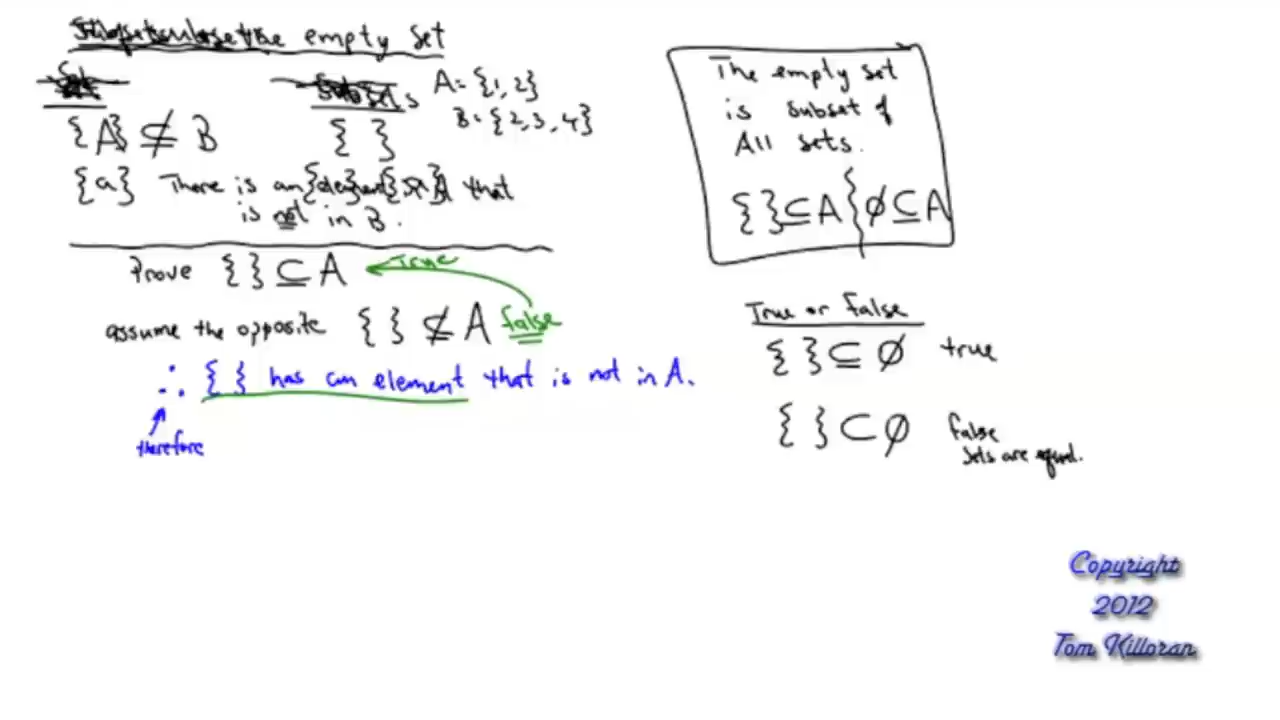 empty set
A = {1, 2}
B = {2, 3, 4}
A ⊈ B
{ }
{a} There is an that
is not in B.
Prove { } ⊆ A
True
assume the opposite { } ⊈ A false
∴ { } has an element that is not in A.
therefore
The empty set
is subset of
All sets.
{ } ⊆ A { ∅ ⊆ A
True or False
{ } ⊆ ∅ true
{ } ⊂ ∅ false
sets are equal.
Copyright
2012
Tom Killoran